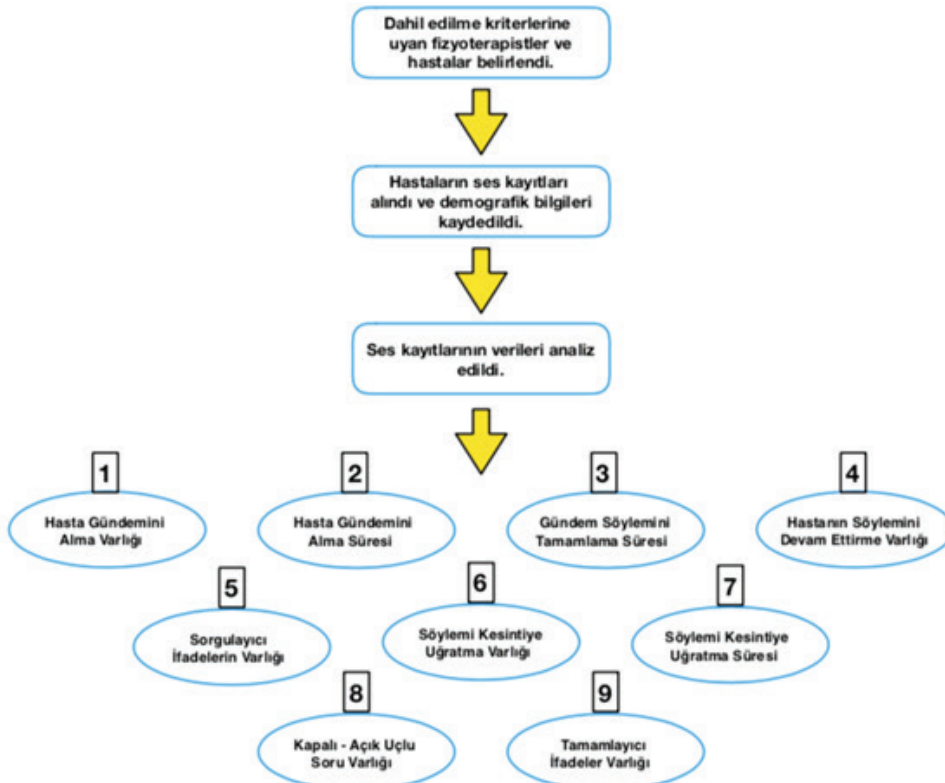 Dahil edilme kriterlerine
uyan fizyoterapistler ve
hastalar belirlendi.
Hastaların ses kayıtları
alındı ve demografik bilgileri
kaydedildi.
Ses kayıtlarının verileri analiz
edildi.
1
Hasta Gündemini
Alma Varlığı
2
Hasta Gündemini
Alma Süresi
3
Gündem Söylemini
Tamamlama Süresi
4
Hastanın Söylemini
Devam Ettirme Varlığı
5
Sorgulayıcı
İfadelerin Varlığı
6
Söylemi Kesintiye
Uğratma Varlığı
7
Söylemi Kesintiye
Uğratma Süresi
8
Kapalı - Açık Uçlu
Soru Varlığı
9
Tamamlayıcı
İfadeler Varlığı